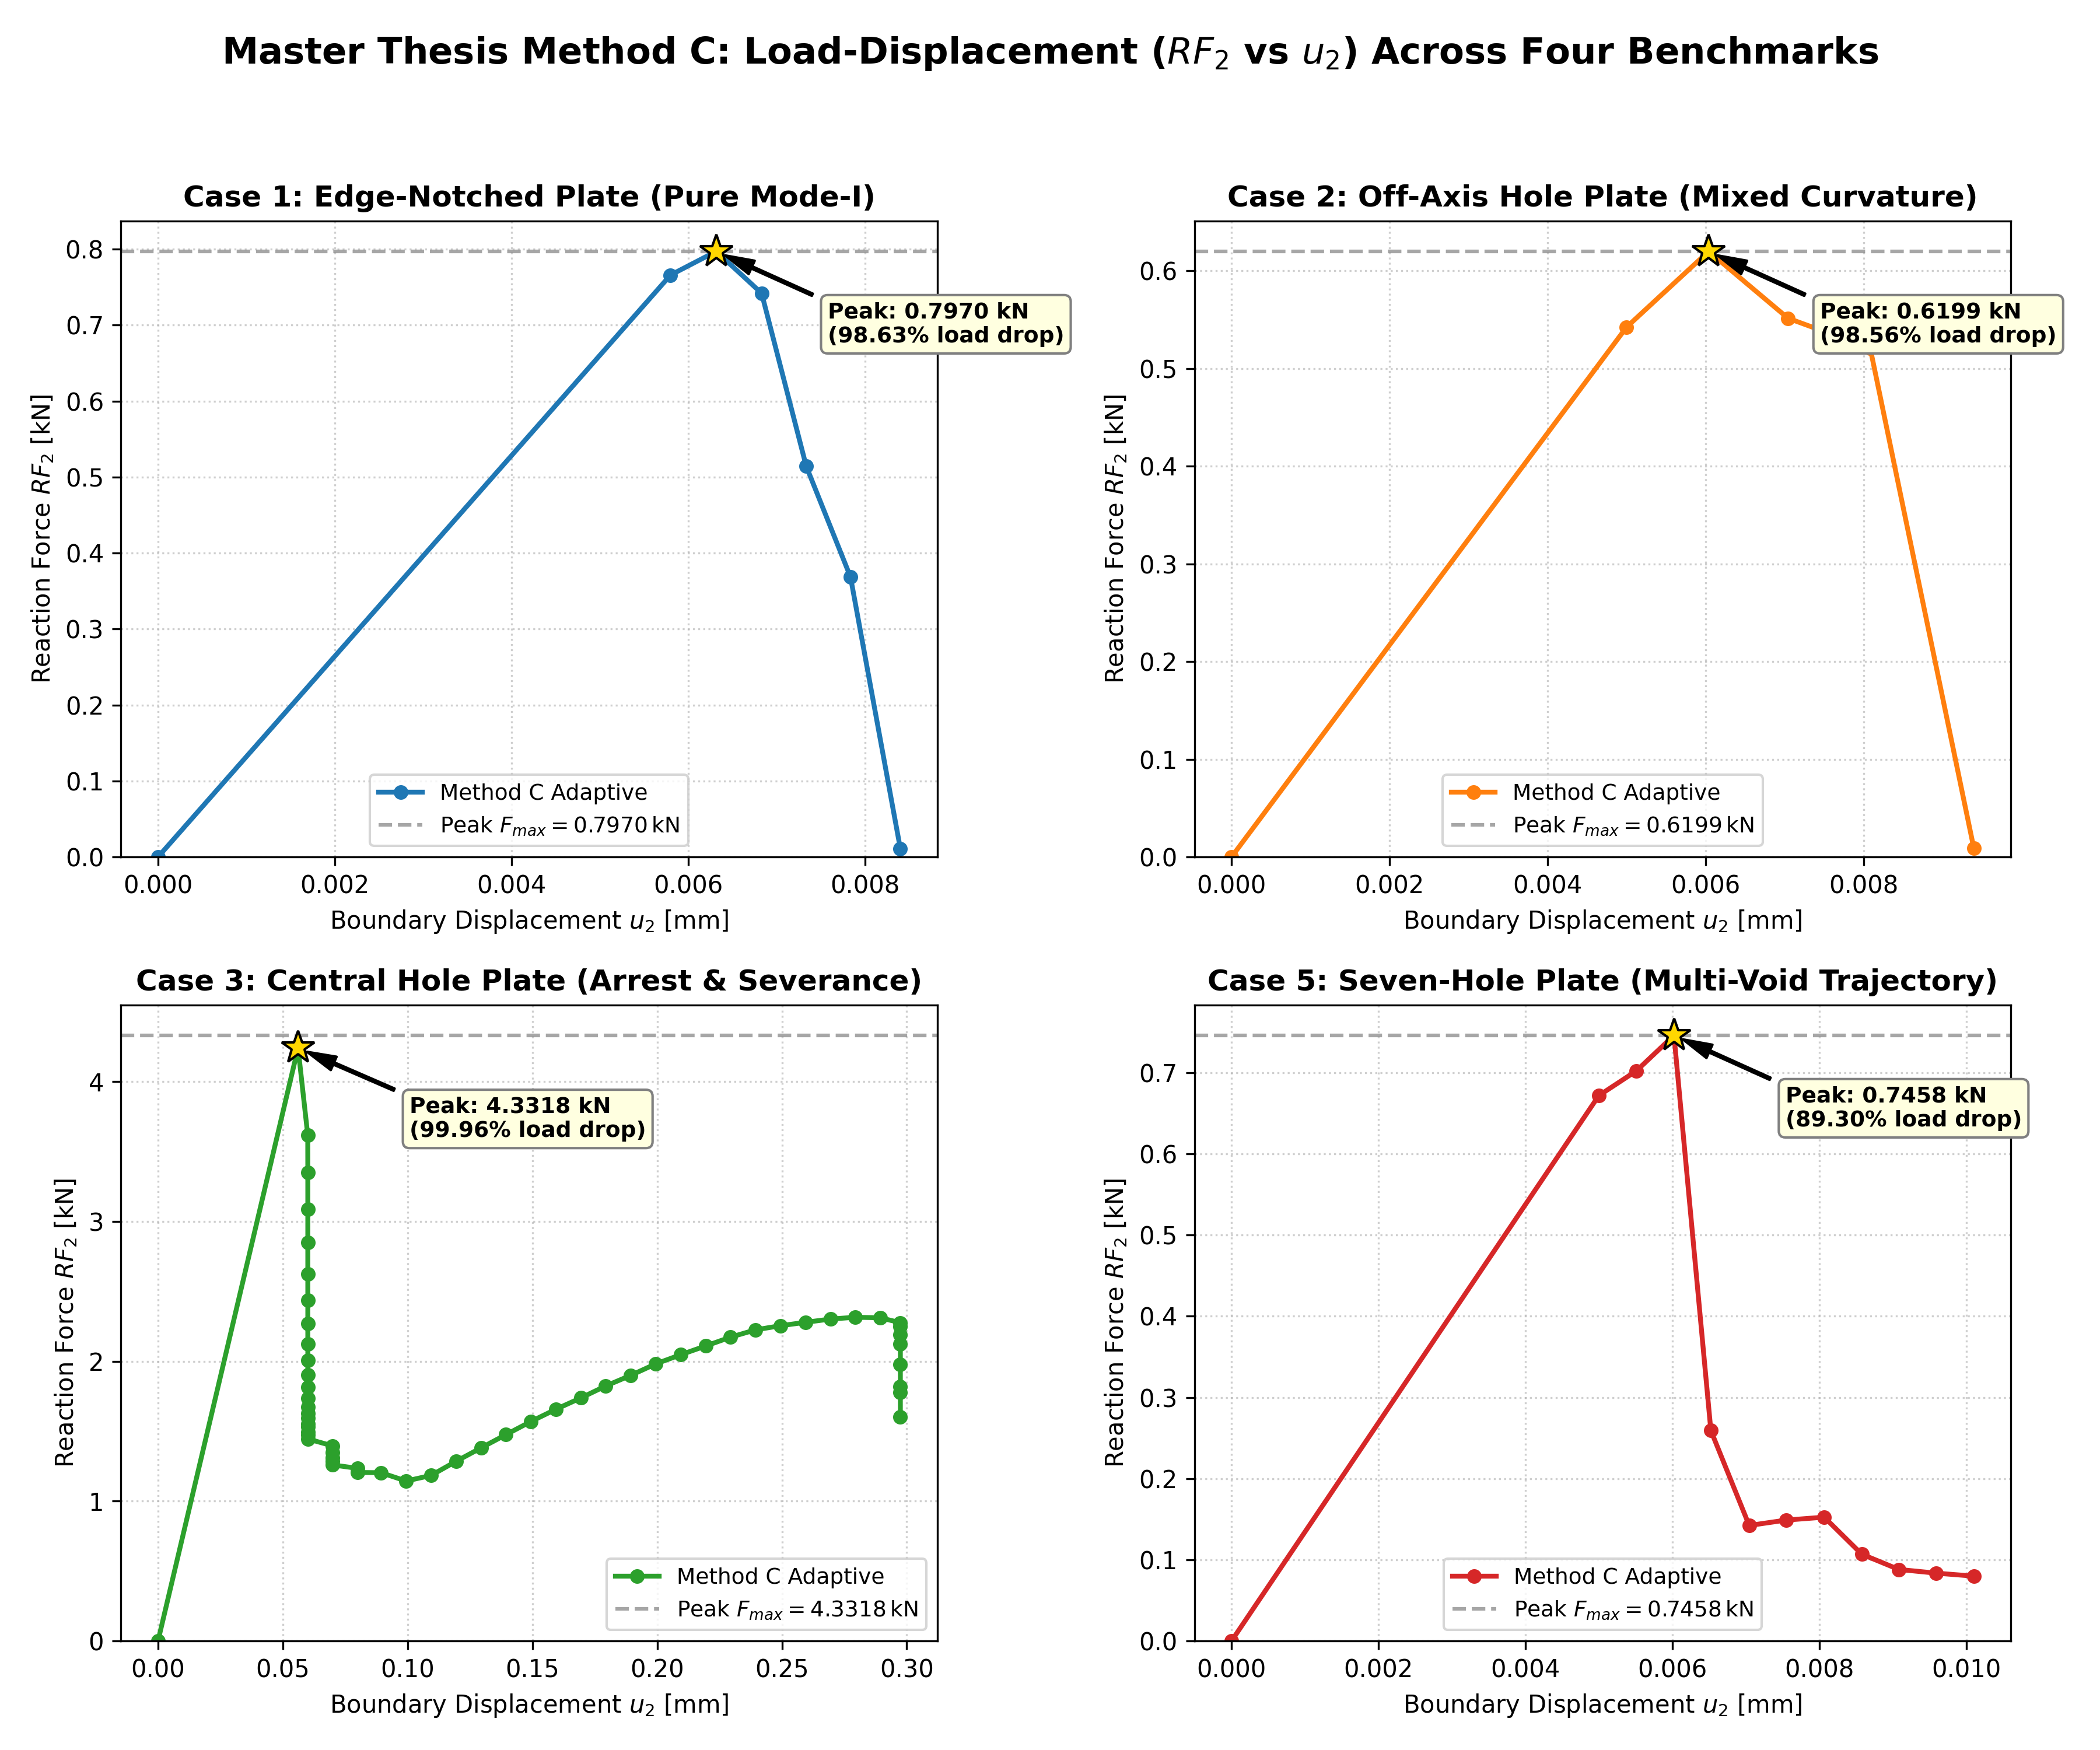 Master Thesis Method C: Load-Displacement (RF₂ vs u₂) Across Four Benchmarks
Case 1: Edge-Notched Plate (Pure Mode-I)
Reaction Force RF₂ [kN]
0.8
0.7
0.6
0.5
0.4
0.3
0.2
0.1
0.0
Peak: 0.7970 kN
(98.63% load drop)
Method C Adaptive
Peak Fₘₐₓ = 0.7970 kN
0.000 0.002 0.004 0.006 0.008
Boundary Displacement u₂ [mm]
Case 2: Off-Axis Hole Plate (Mixed Curvature)
Reaction Force RF₂ [kN]
0.6
0.5
0.4
0.3
0.2
0.1
0.0
Peak: 0.6199 kN
(98.56% load drop)
Method C Adaptive
Peak Fₘₐₓ = 0.6199 kN
0.000 0.002 0.004 0.006 0.008
Boundary Displacement u₂ [mm]
Case 3: Central Hole Plate (Arrest & Severance)
Reaction Force RF₂ [kN]
4
3
2
1
0
Peak: 4.3318 kN
(99.96% load drop)
Method C Adaptive
Peak Fₘₐₓ = 4.3318 kN
0.00 0.05 0.10 0.15 0.20 0.25 0.30
Boundary Displacement u₂ [mm]
Case 5: Seven-Hole Plate (Multi-Void Trajectory)
Reaction Force RF₂ [kN]
0.7
0.6
0.5
0.4
0.3
0.2
0.1
0.0
Peak: 0.7458 kN
(89.30% load drop)
Method C Adaptive
Peak Fₘₐₓ = 0.7458 kN
0.000 0.002 0.004 0.006 0.008 0.010
Boundary Displacement u₂ [mm]